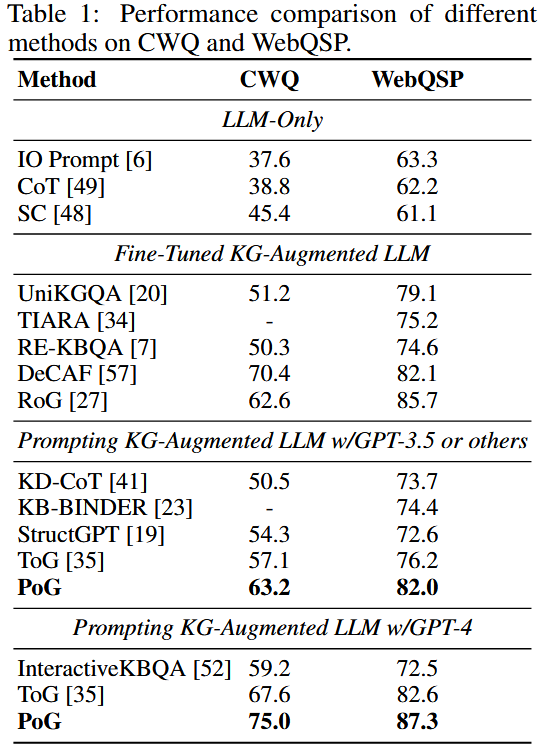 Table 1: Performance comparison of different
methods on CWQ and WebQSP.
Method CWQ WebQSP
LLM-Only
IO Prompt [6] 37.6 63.3
CoT [49] 38.8 62.2
SC [48] 45.4 61.1
Fine-Tuned KG-Augmented LLM
UniKGQA [20] 51.2 79.1
TIARA [34] - 75.2
RE-KBQA [7] 50.3 74.6
DeCAF [57] 70.4 82.1
RoG [27] 62.6 85.7
Prompting KG-Augmented LLM w/GPT-3.5 or others
KD-CoT [41] 50.5 73.7
KB-BINDER [23] - 74.4
StructGPT [19] 54.3 72.6
ToG [35] 57.1 76.2
PoG 63.2 82.0
Prompting KG-Augmented LLM w/GPT-4
InteractiveKBQA [52] 59.2 72.5
ToG [35] 67.6 82.6
PoG 75.0 87.3